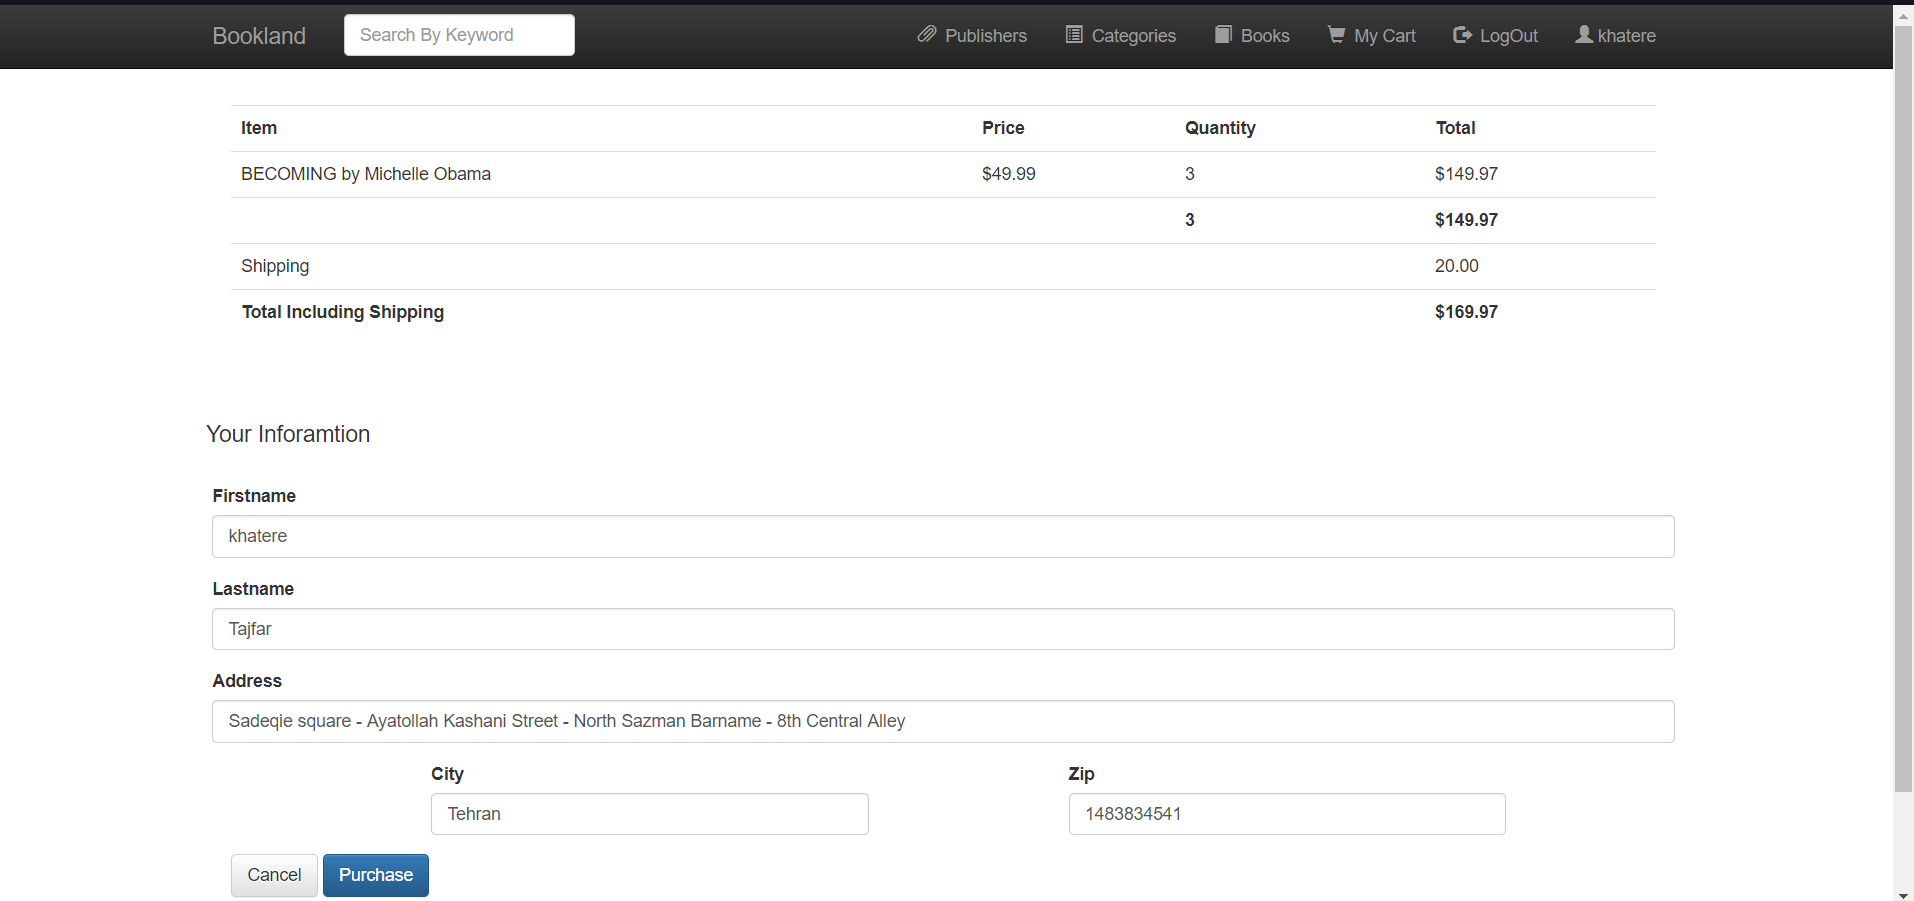 Bookland Search By Keyword Publishers Categories Books My Cart LogOut khatere
Item Price Quantity Total
BECOMING by Michelle Obama $49.99 3 $149.97
3 $149.97
Shipping 20.00
Total Including Shipping $169.97
Your Inforamtion
Firstname
khatere
Lastname
Tajfar
Address
Sadeqie square - Ayatollah Kashani Street - North Sazman Barname - 8th Central Alley
City Zip
Tehran 1483834541
Cancel Purchase